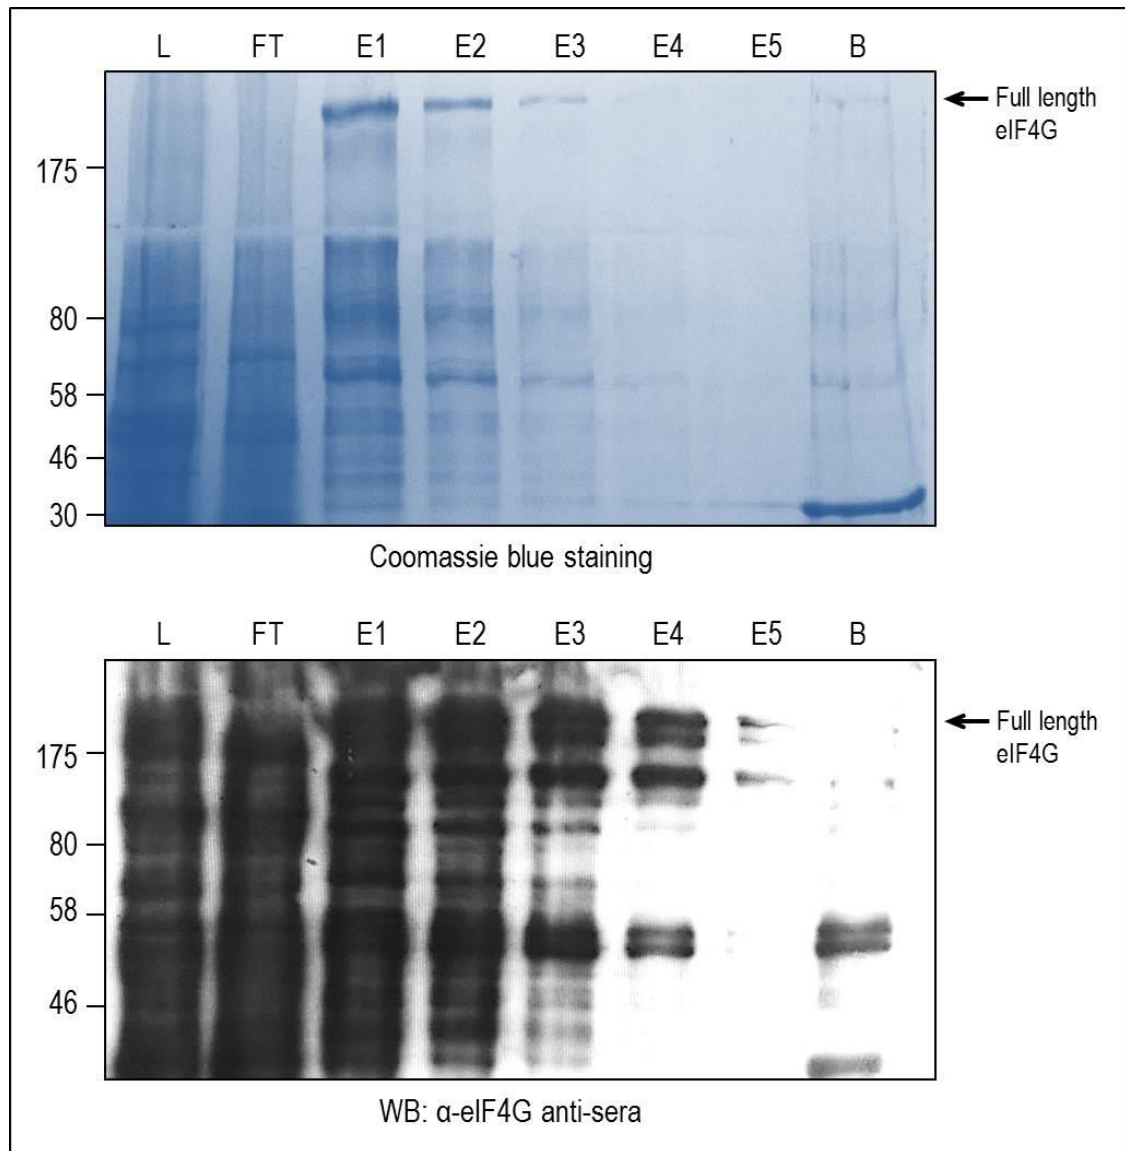 L FT E1 E2 E3 E4 E5 B
Full length
eIF4G
175
80
58
46
30
Coomassie blue staining
L FT E1 E2 E3 E4 E5 B
Full length
eIF4G
175
80
58
46
WB: α-eIF4G anti-sera